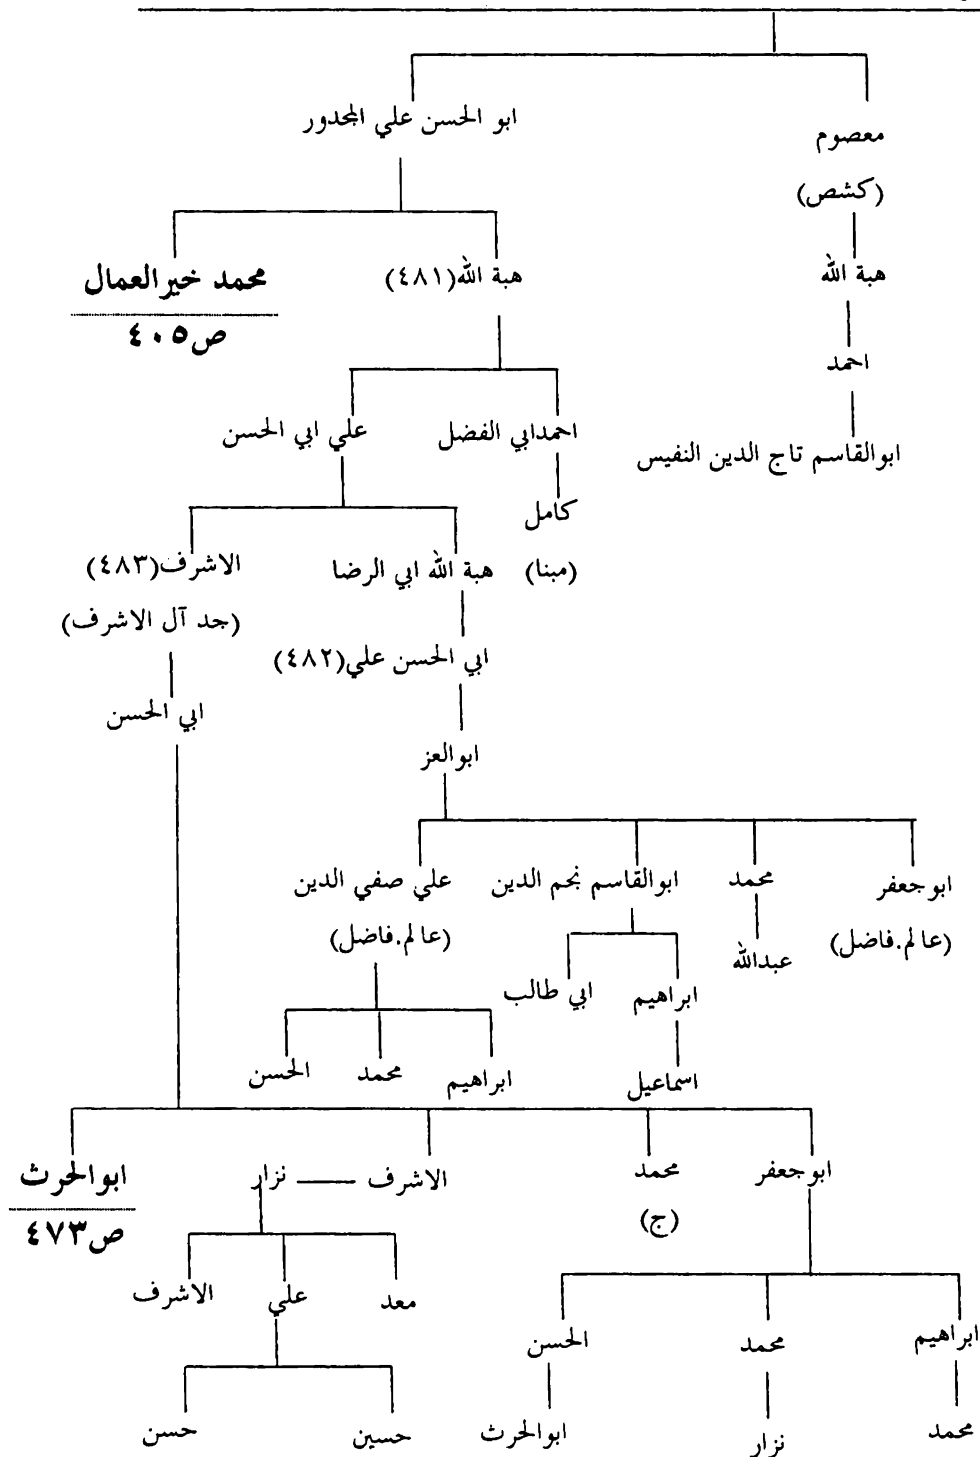 ابو الحسن علي المجدور
معصوم
(كشص)
محمد خير العمال
هبة الله (٤٨١)
هبة الله
ص٤٠٥
احمد
علي ابي الحسن
احمدابي الفضل
ابوالقاسم تاج الدين النفيس
كامل
الاشرف (٤٨٣)
هبة الله ابي الرضا
(مبنا)
(جد آل الاشرف)
ابي الحسن علي (٤٨٢)
ابي الحسن
ابوالعز
ابوجعفر
محمد
ابوالقاسم نجم الدين
علي صفي الدين
(عالم.فاضل)
عبدالله
(عالم.فاضل)
ابراهيم
ابي طالب
اسماعيل
ابراهيم
محمد
الحسن
ابوجعفر
محمد
الاشرف — نزار
ابوالحرث
(ج)
ص٤٧٣
معد
علي
الاشرف
ابراهيم
محمد
الحسن
محمد
نزار
ابوالحرث
حسين
حسن